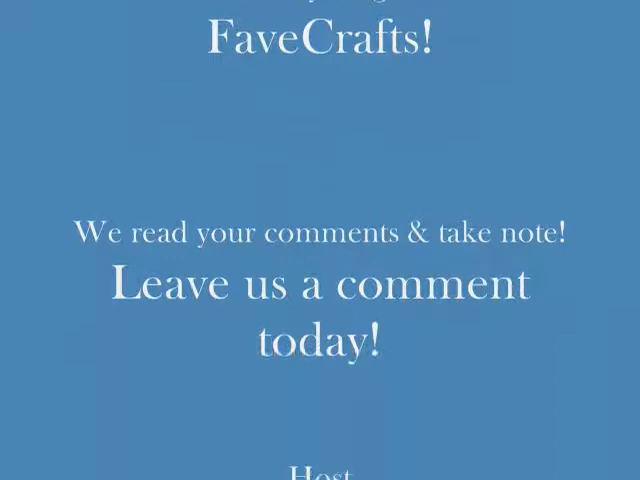 FaveCrafts!
We read your comments & take note!
Leave us a comment
today!
Host